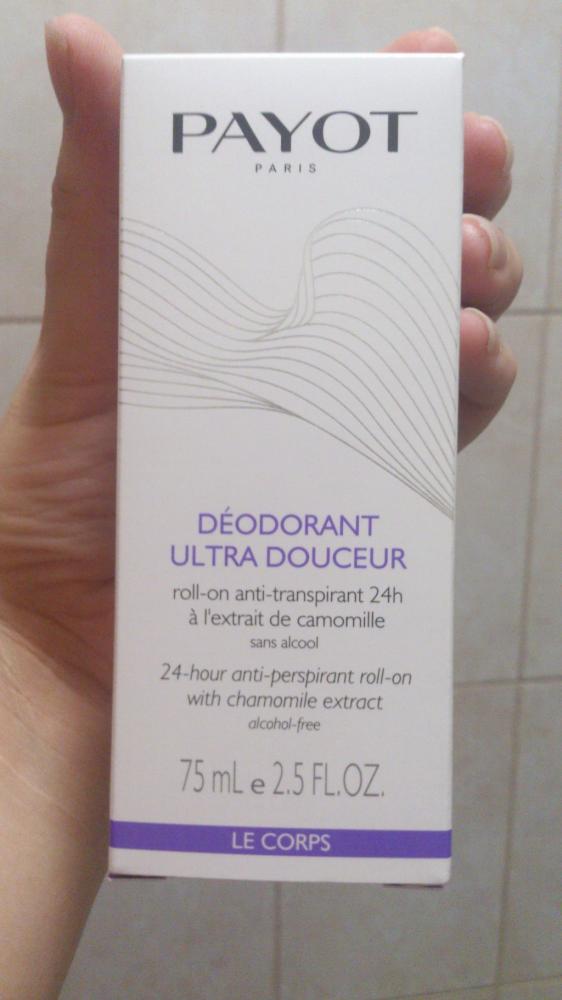 PAYOT
PARIS
DÉODORANT
ULTRA DOUCEUR
roll-on anti-transpirant 24h
à l'extrait de camomille
sans alcool
24-hour anti-perspirant roll-on
with chamomile extract
alcohol-free
75 mL e 2.5 FL.OZ.
LE CORPS